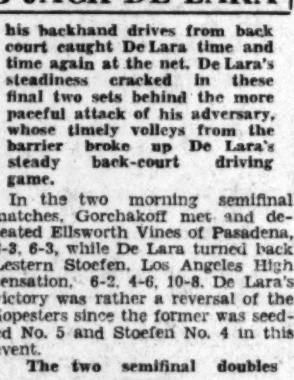 JACK DE LARA
his backhand drives from back
court caught De Lara time and
time again at the net. De Lara's
steadiness cracked in these
final two sets behind the more
paceful attack of his adversary,
whose timely volleys from the
barrier broke up De Lara's
steady back-court driving
game.
In the two morning semifinal
matches, Gorchakoff met and de-
eated Ellsworth Vines of Pasadena,
-3, 6-3, while De Lara turned back
Lestern Stoefen, Los Angeles High
sensation, 6-2, 4-6, 10-8. De Lara's
victory was rather a reversal of the
dopesters since the former was seed-
ed No. 5 and Stoefen No. 4 in this
event.
The two semifinal doubles